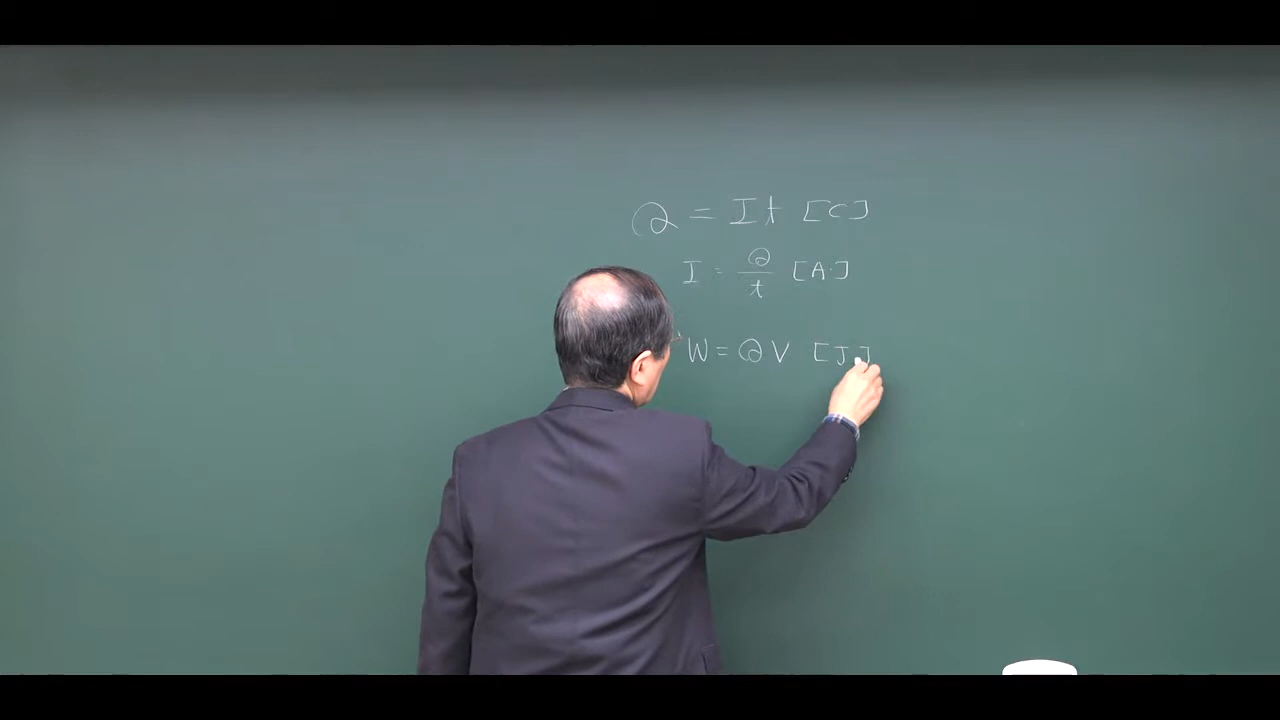 Q = It [C]
I = Q/t [A]
W = QV [J]